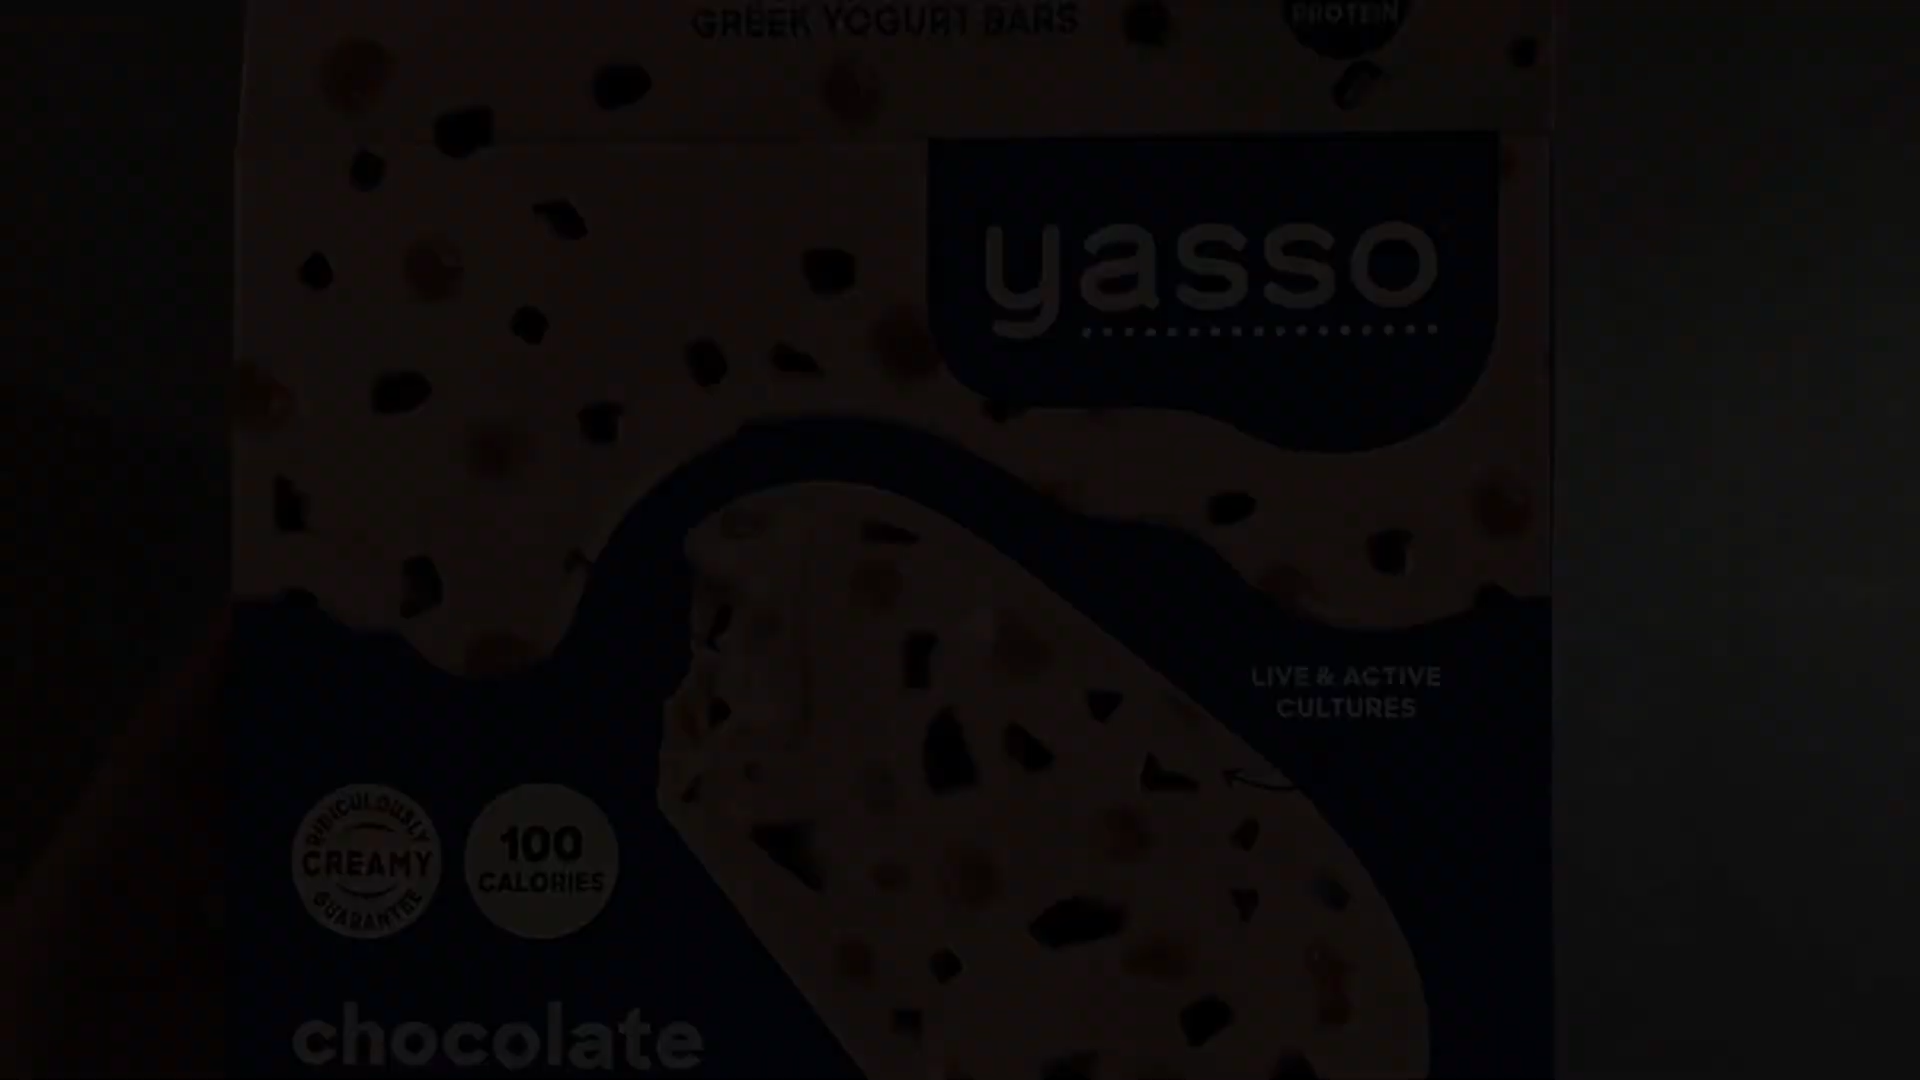 GREEK YOGURT BARS
PROTEIN
yasso
LIVE & ACTIVE
CULTURES
RIDICULOUSLY
CREAMY
GUARANTEE
100
CALORIES
chocolate